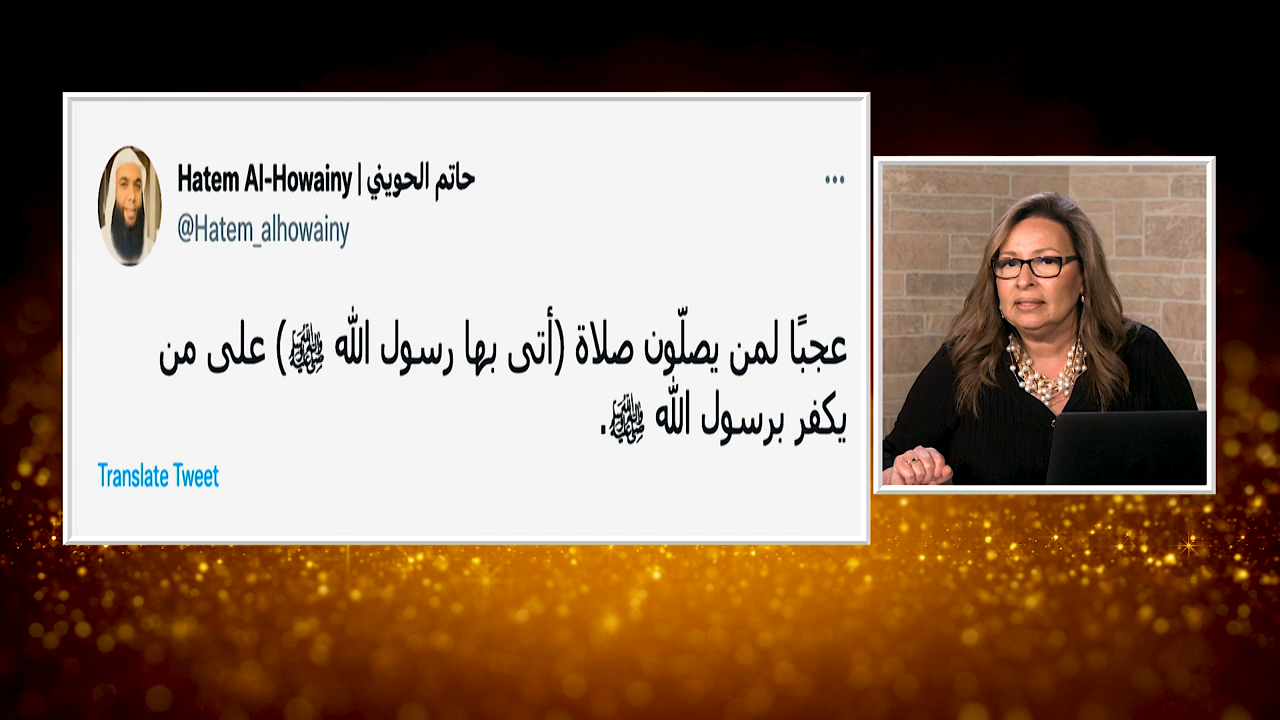 Hatem Al-Howainy | حاتم الحويني
@Hatem_alhowainy
عجبًا لمن يصلّون صلاة (أتى بها رسول الله ﷺ) على من
يكفر برسول الله ﷺ.
Translate Tweet